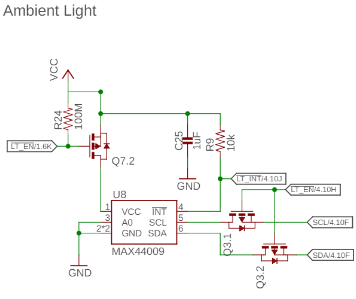 Ambient Light
VCC
R24
100M
LT_EN/1.6K
Q7.2
C25
1uF
R9
10k
GND
LT_INT/4.10J
LT_EN/4.10H
U8
1 VCC INT 4
3 A0 SCL 5
2*2 GND SDA 6
MAX44009
GND
Q3.1
SCL/4.10F
Q3.2
SDA/4.10F